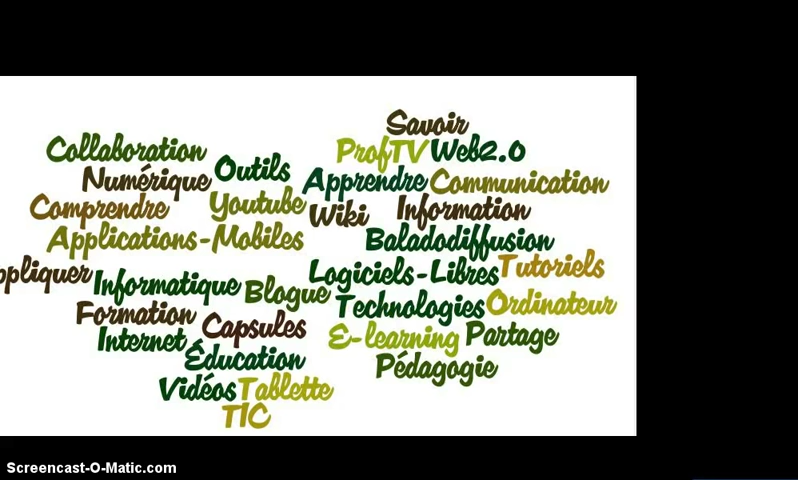 Savoir
Collaboration ProfTV Web2.0
Numérique Outils Apprendre Communication
Comprendre Youtube Wiki Information
Applications-Mobiles Baladodiffusion
ppliquer Informatique Blogue Logiciels-Libres Tutoriels
Formation Capsules Technologies Ordinateur
Internet Éducation E-learning Partage
Pédagogie
Vidéos Tablette
TIC
Screencast-O-Matic.com